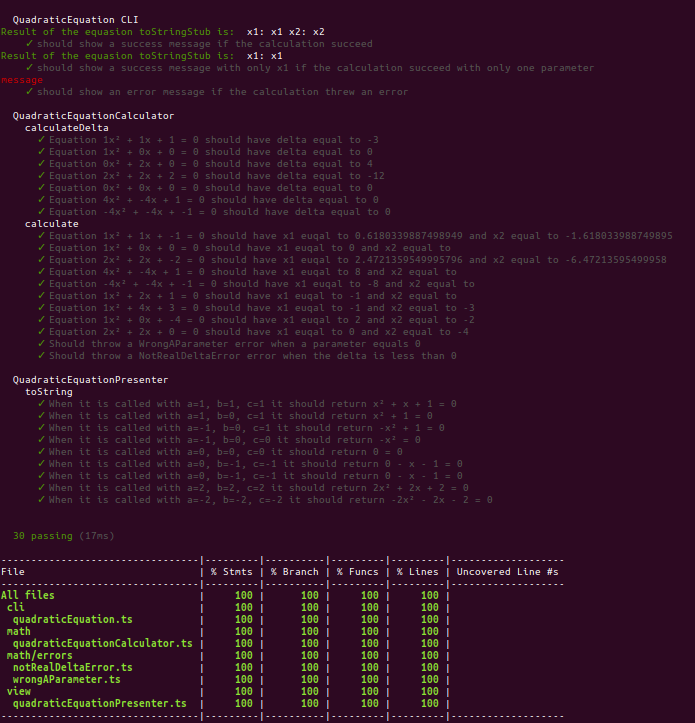 QuadraticEquation CLI
Result of the equasion toStringStub is:  x1: x1 x2: x2
✓ should show a success message if the calculation succeed
Result of the equasion toStringStub is:  x1: x1
✓ should show a success message with only x1 if the calculation succeed with only one parameter
message
✓ should show an error message if the calculation threw an error
QuadraticEquationCalculator
calculateDelta
✓ Equation 1x² + 1x + 1 = 0 should have delta equal to -3
✓ Equation 1x² + 0x + 0 = 0 should have delta equal to 0
✓ Equation 0x² + 2x + 0 = 0 should have delta equal to 4
✓ Equation 2x² + 2x + 2 = 0 should have delta equal to -12
✓ Equation 0x² + 0x + 0 = 0 should have delta equal to 0
✓ Equation 4x² + -4x + 1 = 0 should have delta equal to 0
✓ Equation -4x² + -4x + -1 = 0 should have delta equal to 0
calculate
✓ Equation 1x² + 1x + -1 = 0 should have x1 euqal to 0.6180339887498949 and x2 equal to -1.618033988749895
✓ Equation 1x² + 0x + 0 = 0 should have x1 euqal to 0 and x2 equal to
✓ Equation 2x² + 2x + -2 = 0 should have x1 euqal to 2.4721359549995796 and x2 equal to -6.47213595499958
✓ Equation 4x² + -4x + 1 = 0 should have x1 euqal to 8 and x2 equal to
✓ Equation -4x² + -4x + -1 = 0 should have x1 euqal to -8 and x2 equal to
✓ Equation 1x² + 2x + 1 = 0 should have x1 euqal to -1 and x2 equal to
✓ Equation 1x² + 4x + 3 = 0 should have x1 euqal to -1 and x2 equal to -3
✓ Equation 1x² + 0x + -4 = 0 should have x1 euqal to 2 and x2 equal to -2
✓ Equation 2x² + 2x + 0 = 0 should have x1 euqal to 0 and x2 equal to -4
✓ Should throw a WrongAParameter error when a parameter equals 0
✓ Should throw a NotRealDeltaError error when the delta is less than 0
QuadraticEquationPresenter
toString
✓ When it is called with a=1, b=1, c=1 it should return x² + x + 1 = 0
✓ When it is called with a=1, b=0, c=1 it should return x² + 1 = 0
✓ When it is called with a=-1, b=0, c=1 it should return -x² + 1 = 0
✓ When it is called with a=-1, b=0, c=0 it should return -x² = 0
✓ When it is called with a=0, b=0, c=0 it should return 0 = 0
✓ When it is called with a=0, b=-1, c=-1 it should return 0 - x - 1 = 0
✓ When it is called with a=0, b=-1, c=-1 it should return 0 - x - 1 = 0
✓ When it is called with a=2, b=2, c=2 it should return 2x² + 2x + 2 = 0
✓ When it is called with a=-2, b=-2, c=-2 it should return -2x² - 2x - 2 = 0
30 passing (17ms)
---------------------------------|---------|----------|---------|---------|-------------------
File | % Stmts | % Branch | % Funcs | % Lines | Uncovered Line #s
---------------------------------|---------|----------|---------|---------|-------------------
All files | 100 | 100 | 100 | 100 |
cli | 100 | 100 | 100 | 100 |
quadraticEquation.ts | 100 | 100 | 100 | 100 |
math | 100 | 100 | 100 | 100 |
quadraticEquationCalculator.ts | 100 | 100 | 100 | 100 |
math/errors | 100 | 100 | 100 | 100 |
notRealDeltaError.ts | 100 | 100 | 100 | 100 |
wrongAParameter.ts | 100 | 100 | 100 | 100 |
view | 100 | 100 | 100 | 100 |
quadraticEquationPresenter.ts | 100 | 100 | 100 | 100 |
---------------------------------|---------|----------|---------|---------|-------------------